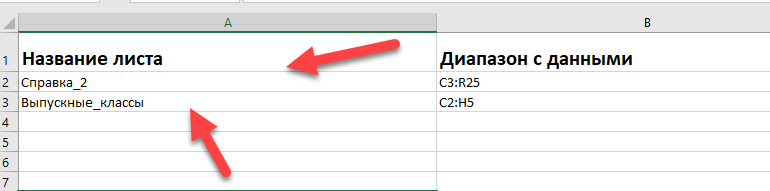 A B
1 Название листа Диапазон с данными
2 Справка_2 C3:R25
3 Выпускные_классы C2:H5
4
5
6
7